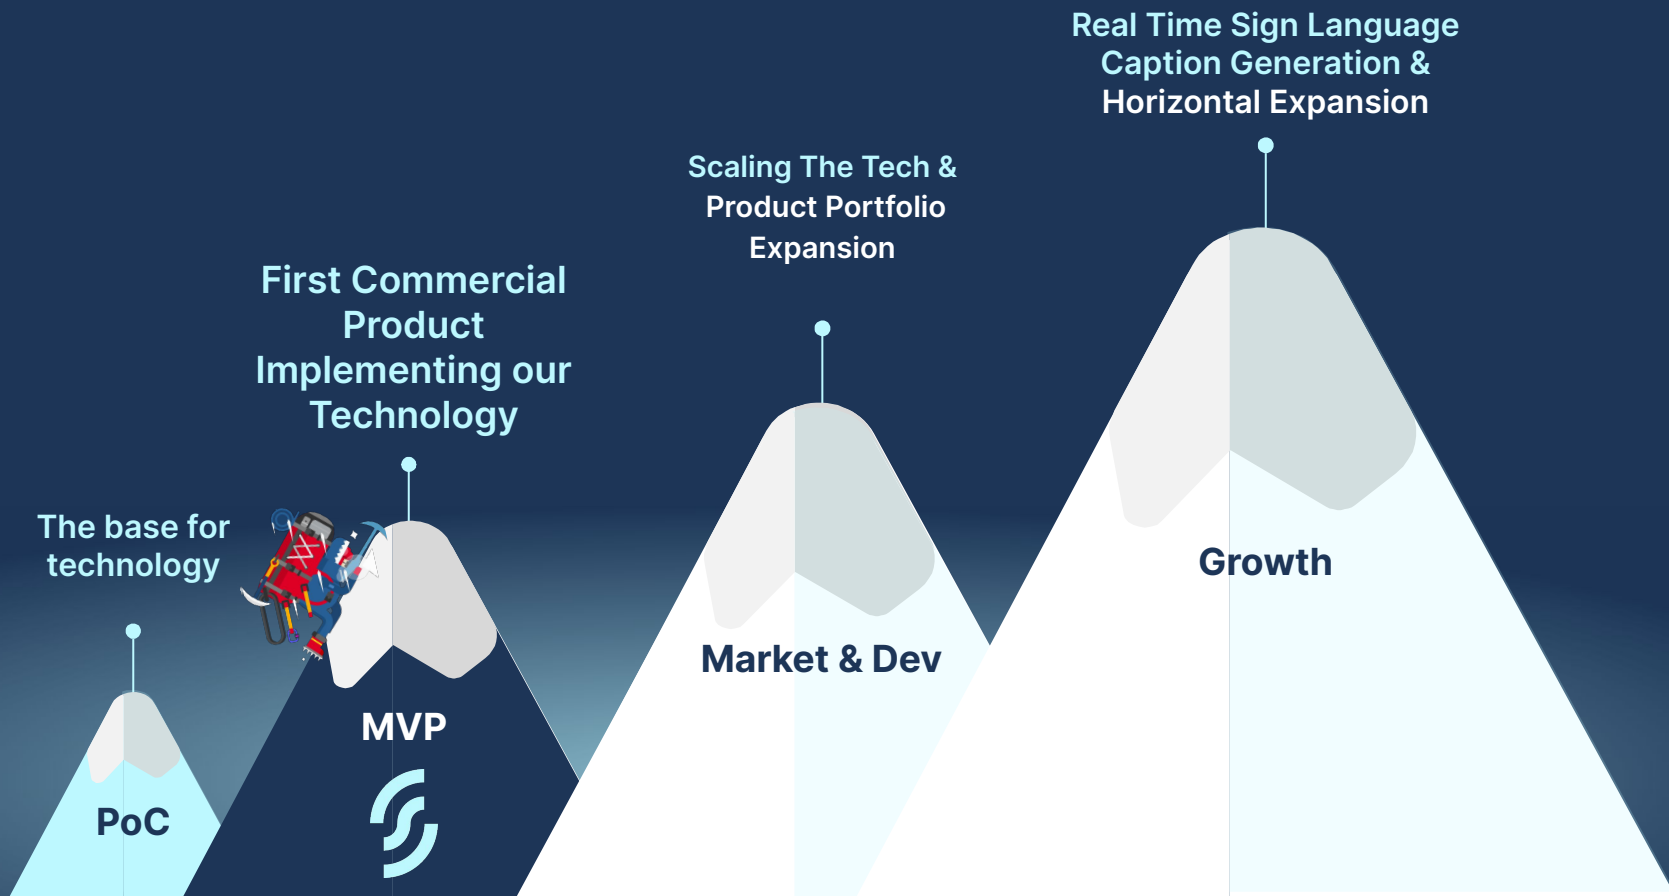 The base for
technology
PoC
First Commercial
Product
Implementing our
Technology
MVP
Scaling The Tech &
Product Portfolio
Expansion
Market & Dev
Real Time Sign Language
Caption Generation &
Horizontal Expansion
Growth